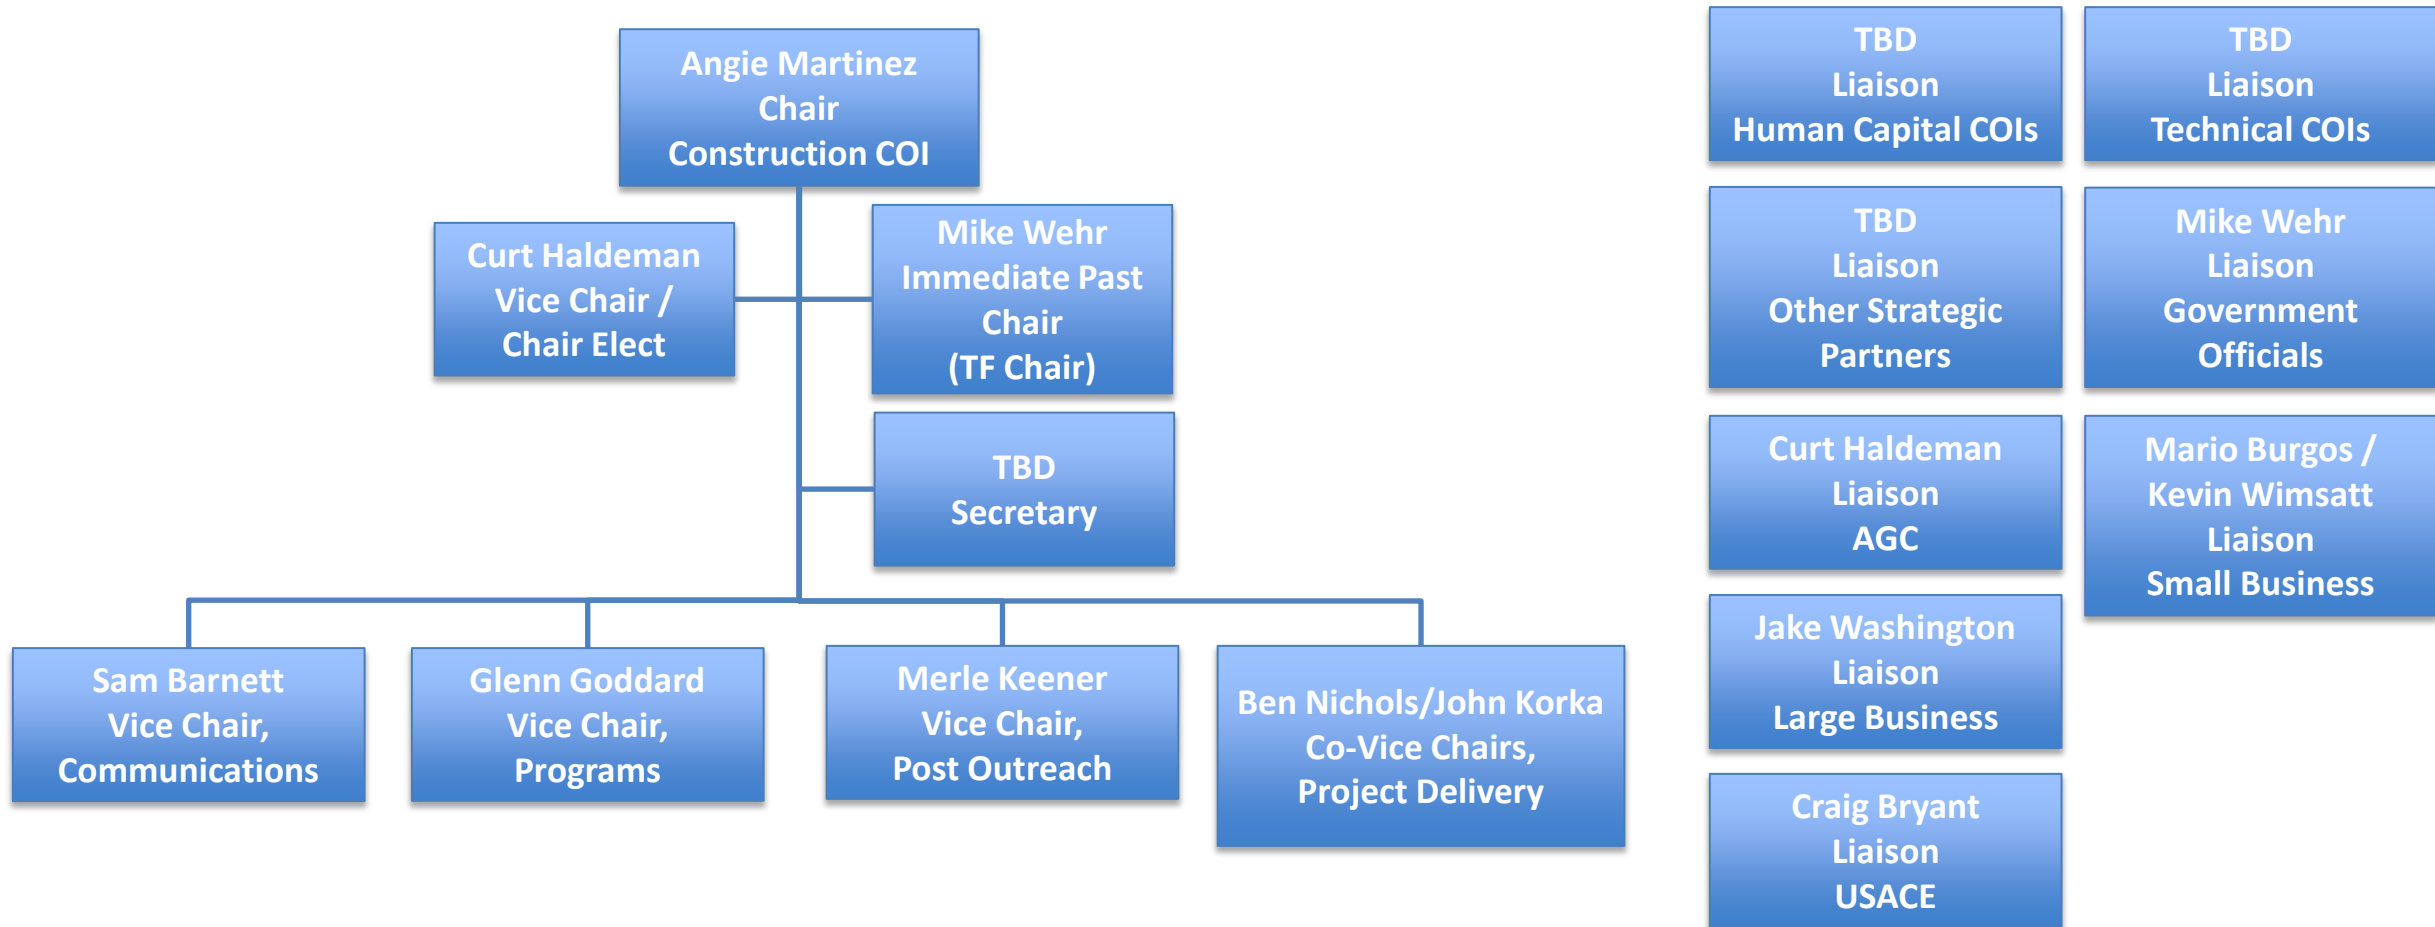 Angie Martinez
Chair
Construction COI
Curt Haldeman
Vice Chair /
Chair Elect
Mike Wehr
Immediate Past
Chair
(TF Chair)
TBD
Secretary
Sam Barnett
Vice Chair,
Communications
Glenn Goddard
Vice Chair,
Programs
Merle Keener
Vice Chair,
Post Outreach
Ben Nichols/John Korka
Co-Vice Chairs,
Project Delivery
TBD
Liaison
Human Capital COIs
TBD
Liaison
Technical COIs
TBD
Liaison
Other Strategic
Partners
Mike Wehr
Liaison
Government
Officials
Curt Haldeman
Liaison
AGC
Mario Burgos /
Kevin Wimsatt
Liaison
Small Business
Jake Washington
Liaison
Large Business
Craig Bryant
Liaison
USACE